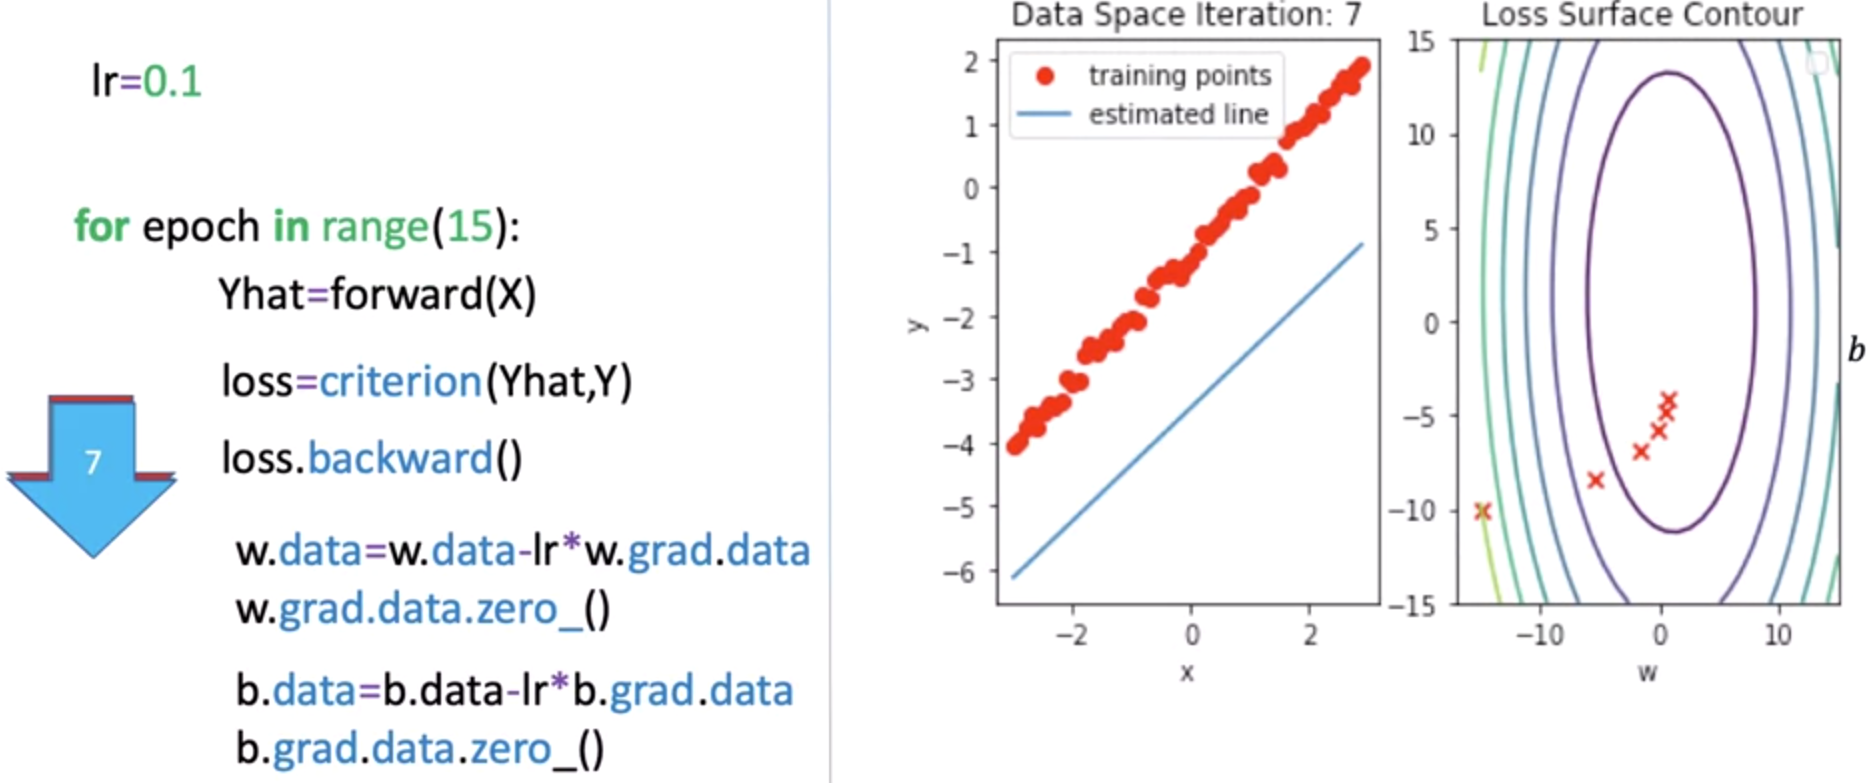 lr=0.1
for epoch in range(15):
Yhat=forward(X)
loss=criterion(Yhat,Y)
loss.backward()
7
w.data=w.data-lr*w.grad.data
w.grad.data.zero_()
b.data=b.data-lr*b.grad.data
b.grad.data.zero_()
Data Space Iteration: 7
training points
estimated line
2
1
0
−1
−2
−3
−4
−5
−6
y
−2 0 2
x
Loss Surface Contour
15
10
5
0
−5
−10
−15
b
−10 0 10
w